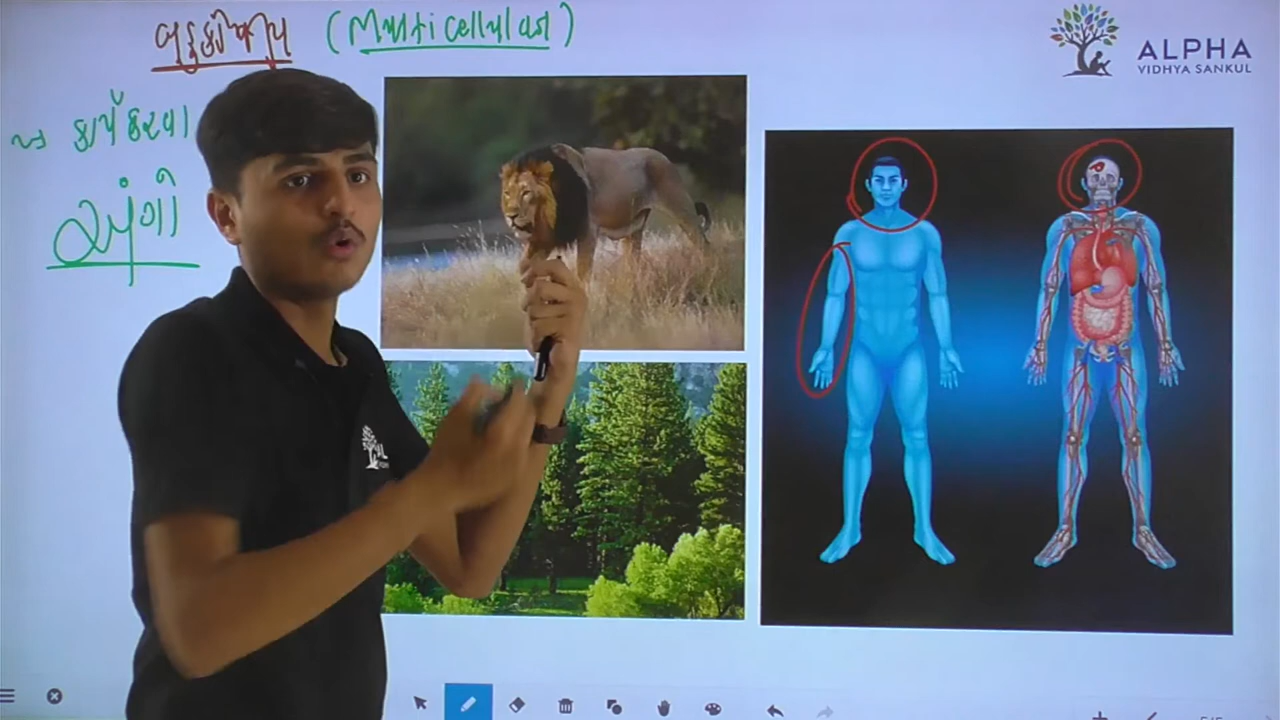 બહુકોષીય (Multicellular)
~> કાર્ય કરવા
અંગો
ALPHA
VIDHYA SANKUL